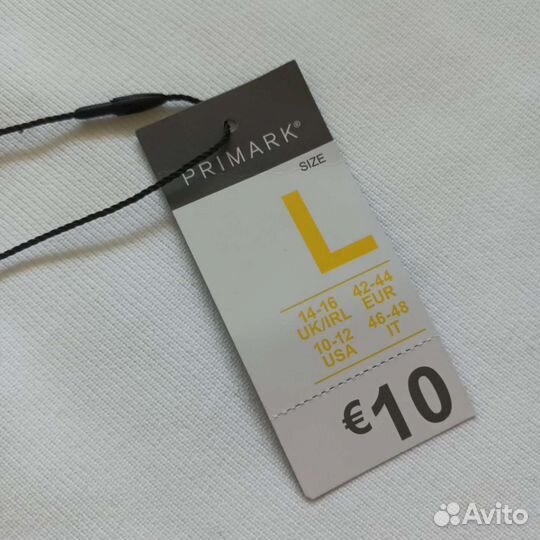 PRIMARK®
SIZE
L
14-16 42-44
UK/IRL EUR
10-12 46-48
USA IT
€10
Avito